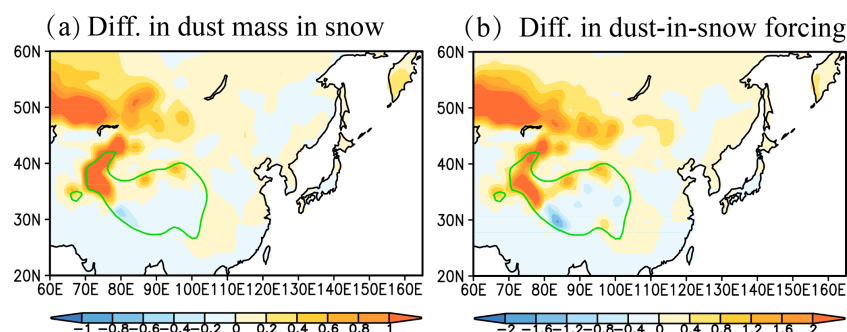 (a) Diff. in dust mass in snow
(b) Diff. in dust-in-snow forcing
60N
50N
40N
30N
20N
60E 70E 80E 90E 100E 110E 120E 130E 140E 150E 160E
60N
50N
40N
30N
20N
60E 70E 80E 90E 100E 110E 120E 130E 140E 150E 160E
-1 -0.8 -0.6 -0.4 -0.2 0 0.2 0.4 0.6 0.8 1
-2 -1.6 -1.2 -0.8 -0.4 0 0.4 0.8 1.2 1.6 2